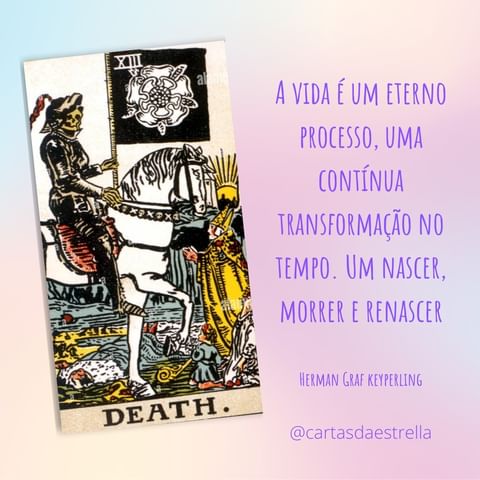 XIII
DEATH.
A VIDA É UM ETERNO
PROCESSO, UMA
CONTÍNUA
TRANSFORMAÇÃO NO
TEMPO. UM NASCER,
MORRER E RENASCER
HERMAN GRAF KEYPERLING
@cartasdaestrella